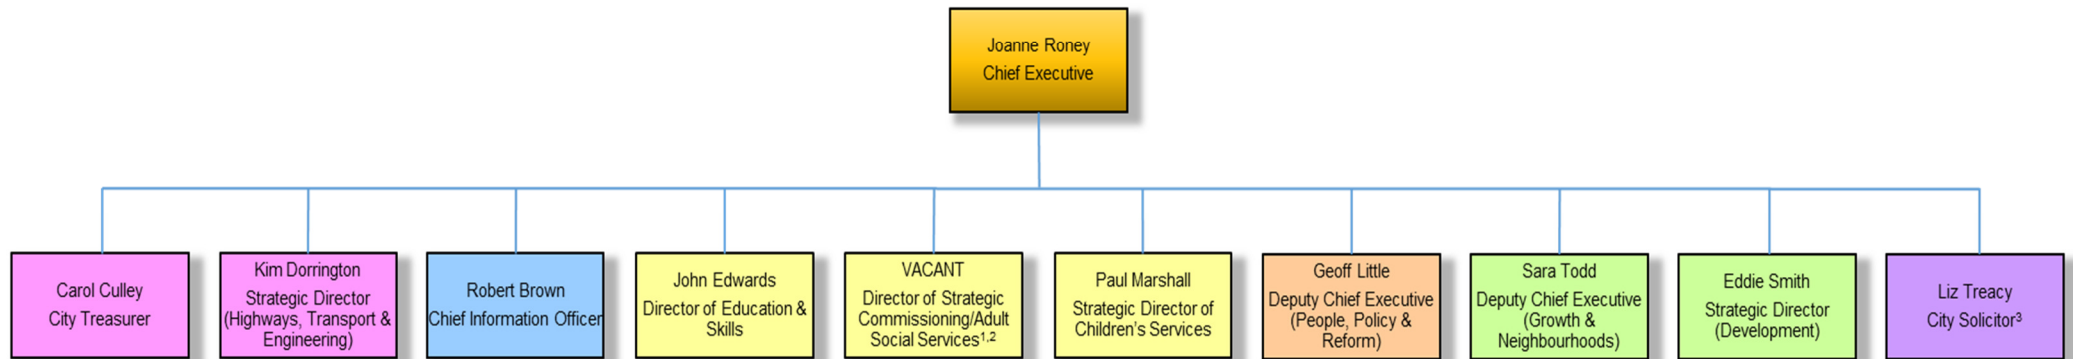 Joanne Roney
Chief Executive
Carol Culley
City Treasurer
Kim Dorrington
Strategic Director
(Highways, Transport &
Engineering)
Robert Brown
Chief Information Officer
John Edwards
Director of Education &
Skills
VACANT
Director of Strategic
Commissioning/Adult
Social Services¹,²
Paul Marshall
Strategic Director of
Children’s Services
Geoff Little
Deputy Chief Executive
(People, Policy &
Reform)
Sara Todd
Deputy Chief Executive
(Growth &
Neighbourhoods)
Eddie Smith
Strategic Director
(Development)
Liz Treacy
City Solicitor³